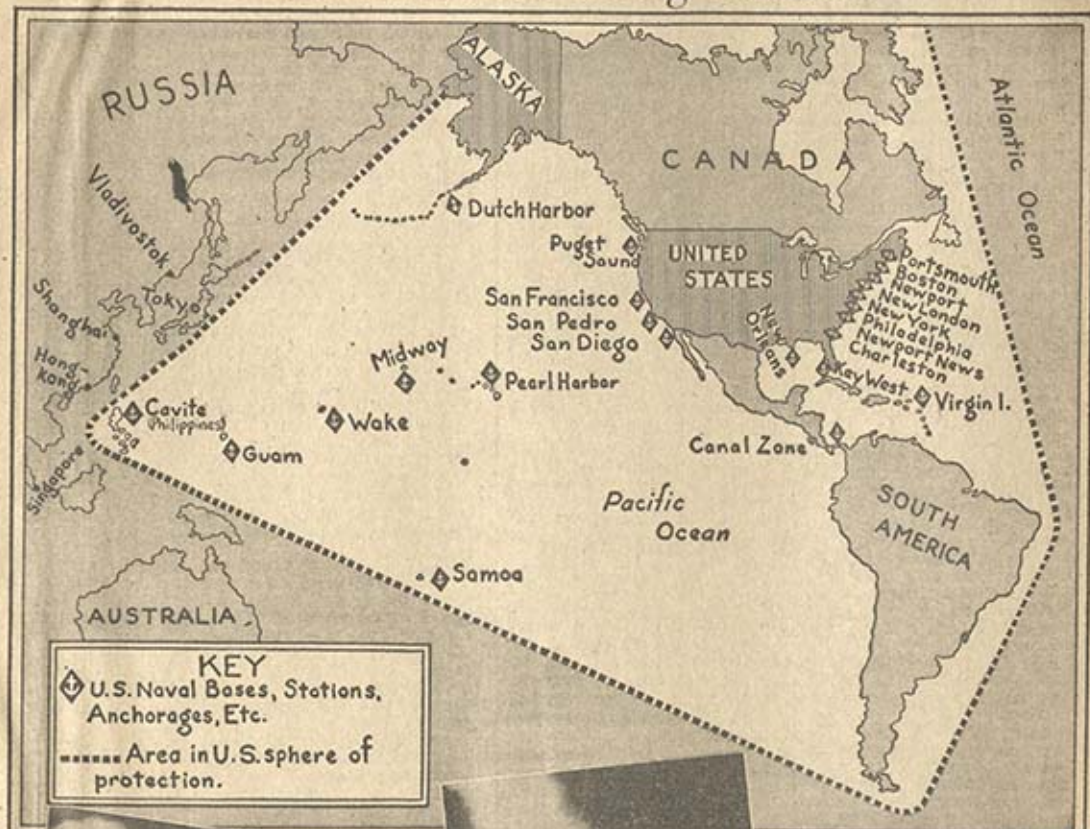 ALASKA
RUSSIA
Atlantic Ocean
CANADA
Vladivostok
Dutch Harbor
Puget
Sound
UNITED
STATES
Portsmouth
Boston
Newport
New London
New York
Philadelphia
Newport News
Charleston
Shanghai
Tokyo
San Francisco
San Pedro
San Diego
New
Orleans
Key West
Virgin I.
Hong-
Kong
Midway
Pearl Harbor
Cavite
(Philippines)
Wake
Guam
Canal Zone
Singapore
Pacific
Ocean
SOUTH
AMERICA
Samoa
AUSTRALIA
KEY
U.S. Naval Bases, Stations,
Anchorages, Etc.
Area in U.S. sphere of
protection.